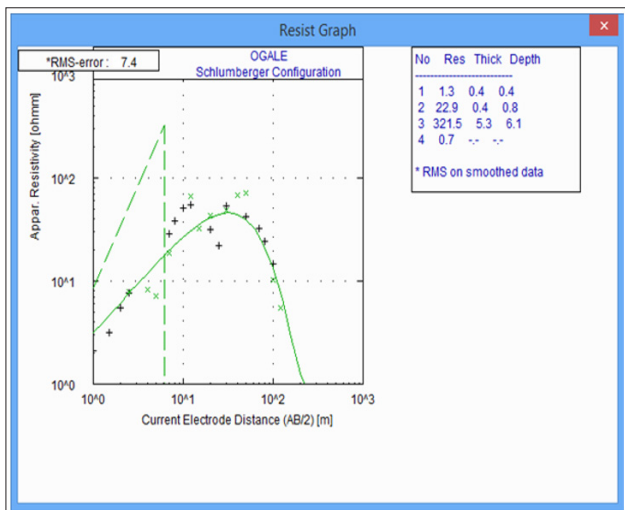 Resist Graph
*RMS-error : 7.4
OGALE
Schlumberger Configuration
10^3
10^2
10^1
10^0
Appar. Resistivity [ohmm]
10^0 10^1 10^2 10^3
Current Electrode Distance (AB/2) [m]
No Res Thick Depth
------------------------
1 1.3 0.4 0.4
2 22.9 0.4 0.8
3 321.5 5.3 6.1
4 0.7 -.- -.-
* RMS on smoothed data